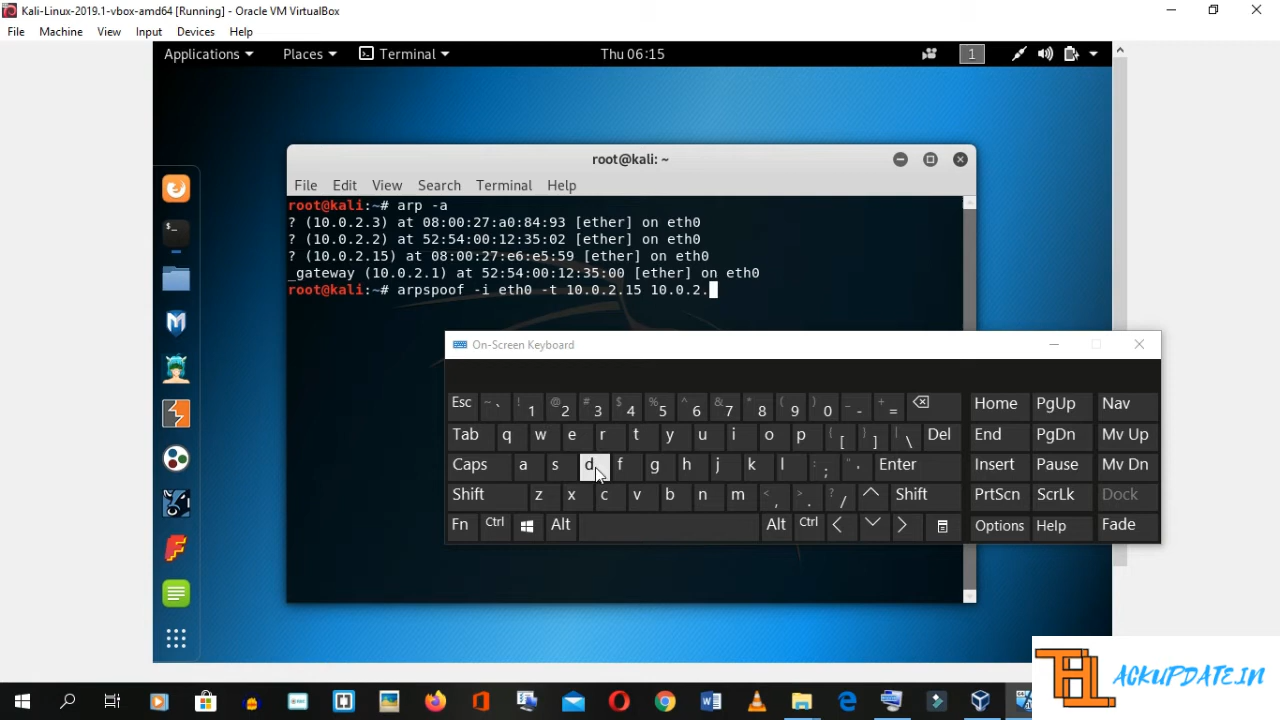 Kali-Linux-2019.1-vbox-amd64 [Running] - Oracle VM VirtualBox
File Machine View Input Devices Help
Applications Places Terminal Thu 06:15 1
root@kali: ~
File Edit View Search Terminal Help
root@kali:~# arp -a
? (10.0.2.3) at 08:00:27:a0:84:93 [ether] on eth0
? (10.0.2.2) at 52:54:00:12:35:02 [ether] on eth0
? (10.0.2.15) at 08:00:27:e6:e5:59 [ether] on eth0
_gateway (10.0.2.1) at 52:54:00:12:35:00 [ether] on eth0
root@kali:~# arpspoof -i eth0 -t 10.0.2.15 10.0.2.
On-Screen Keyboard
Esc ~ ` ! 1 @ 2 # 3 $ 4 % 5 ^ 6 & 7 * 8 ( 9 ) 0 _ - + = Home PgUp Nav
Tab q w e r t y u i o p { [ } ] | \ Del End PgDn Mv Up
Caps a s d f g h j k l : ; " ' Enter Insert Pause Mv Dn
Shift z x c v b n m < , > . ? / Shift PrtScn ScrLk Dock
Fn Ctrl Alt Alt Ctrl Options Help Fade
ACKUPDATE.IN